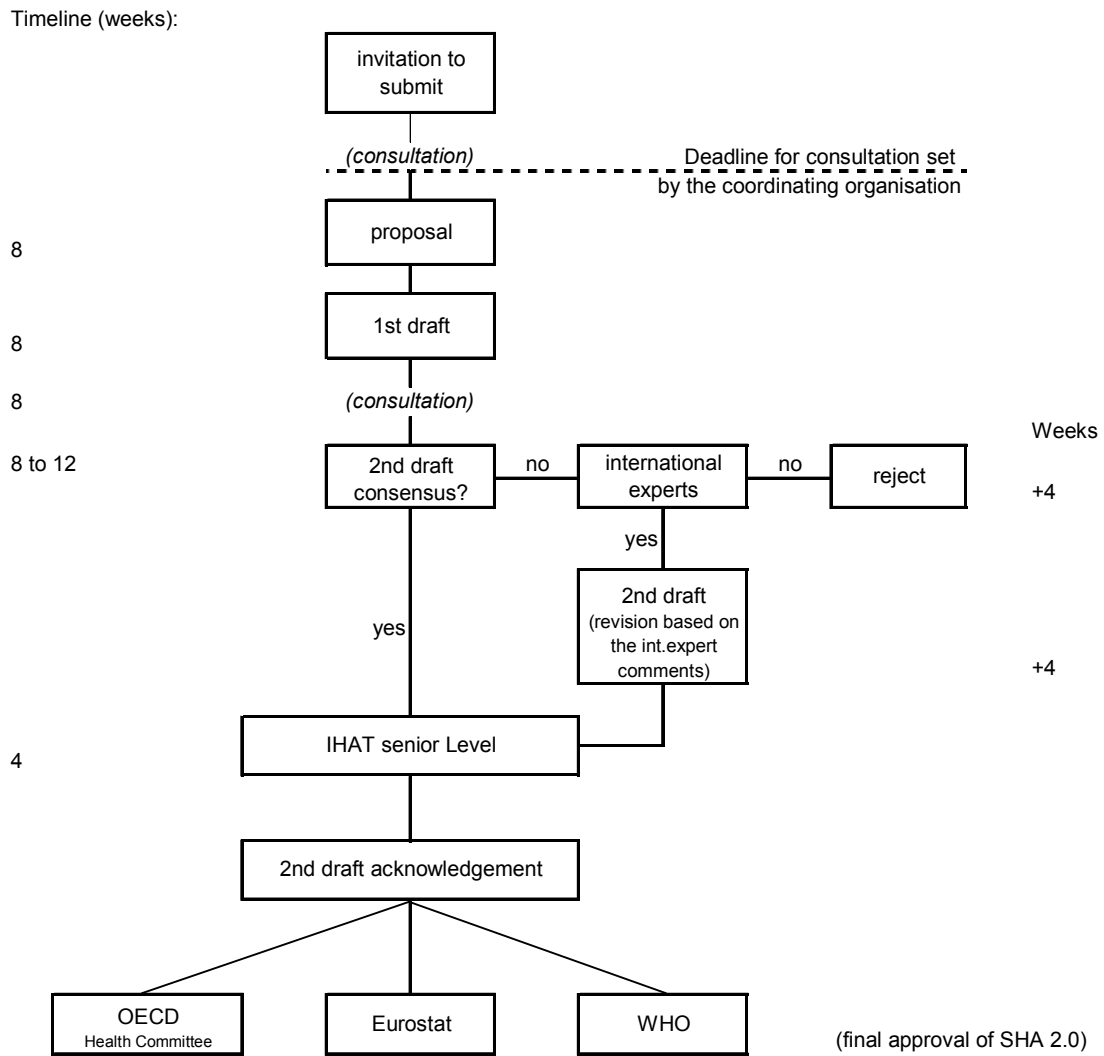 Timeline (weeks):
invitation to
submit
(consultation)
Deadline for consultation set
by the coordinating organisation
proposal
8
1st draft
8
8
(consultation)
Weeks
8 to 12
2nd draft
consensus?
no
international
experts
no
reject
+4
yes
2nd draft
(revision based on
the int.expert
comments)
yes
+4
IHAT senior Level
4
2nd draft acknowledgement
OECD
Health Committee
Eurostat
WHO
(final approval of SHA 2.0)